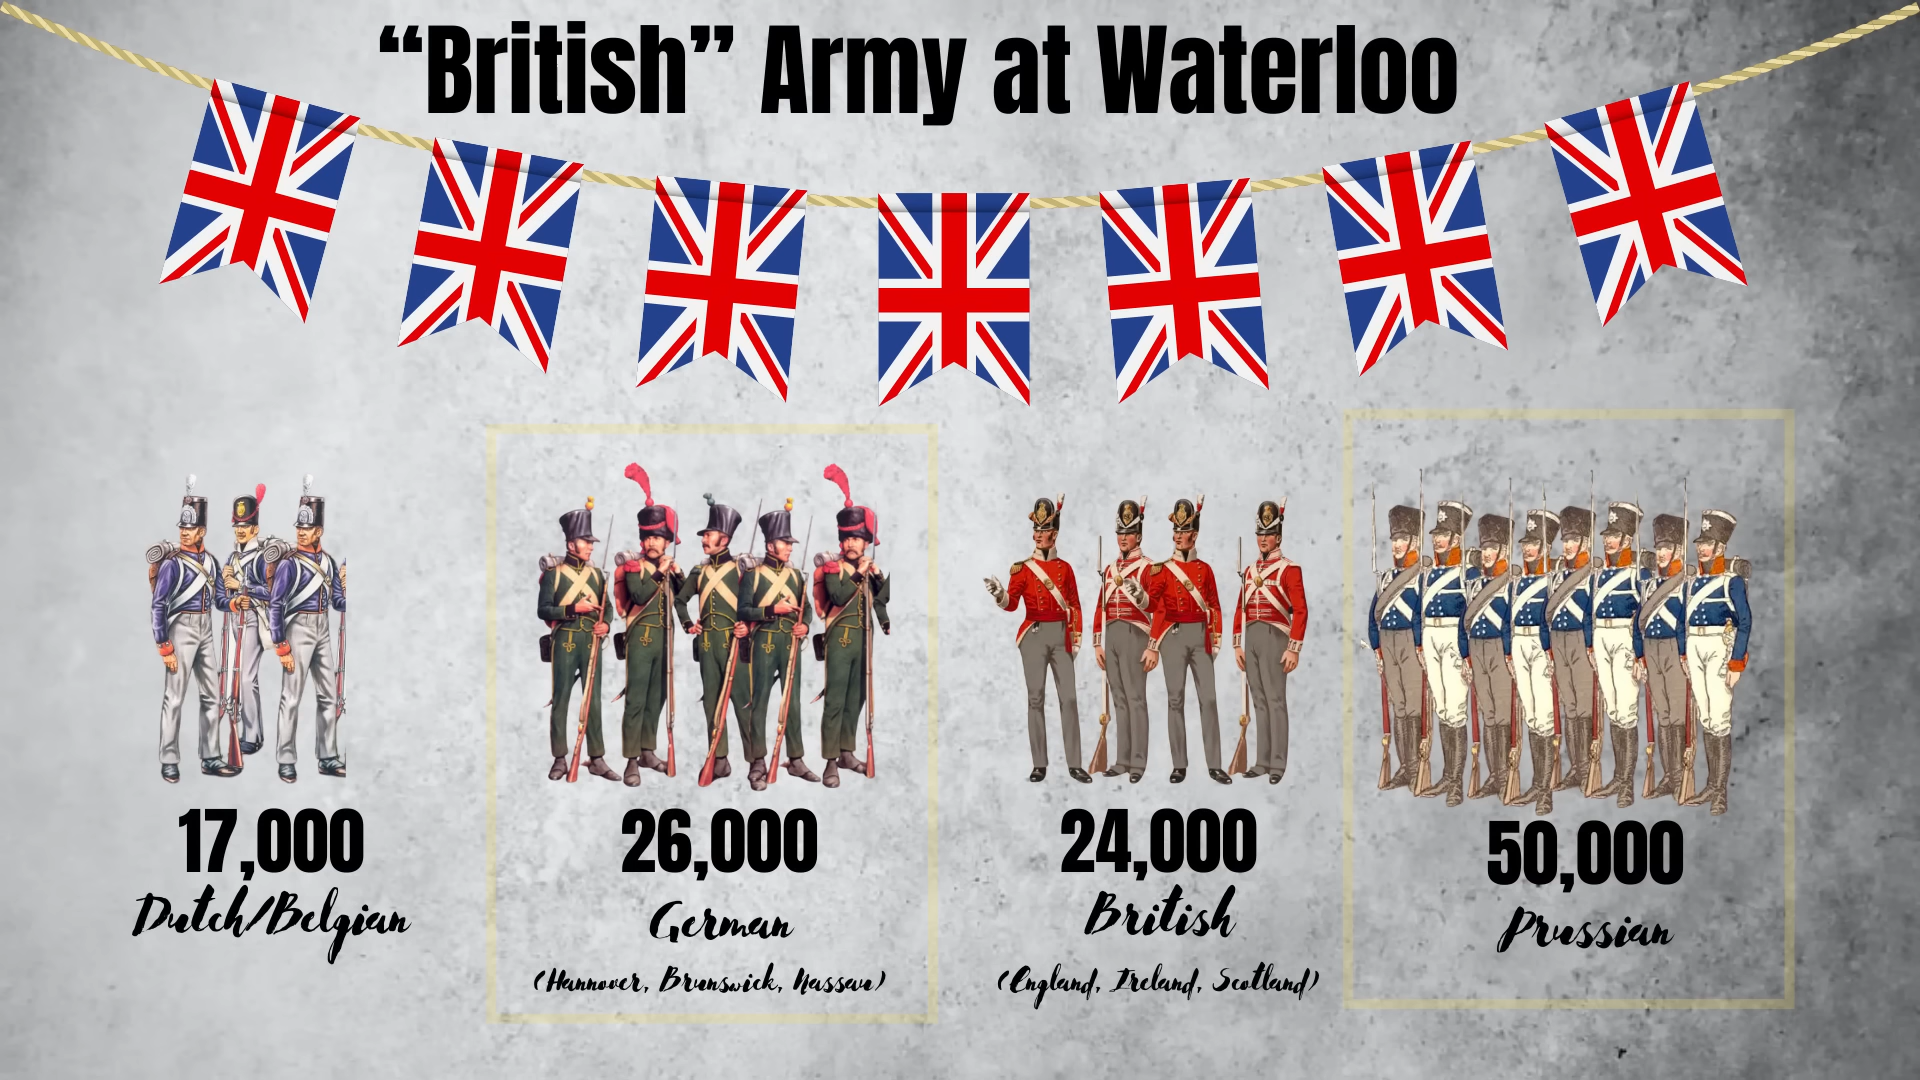 “British” Army at Waterloo
17,000
Dutch/Belgian
26,000
German
(Hannover, Brunswick, Nassau)
24,000
British
(England, Ireland, Scotland)
50,000
Prussian